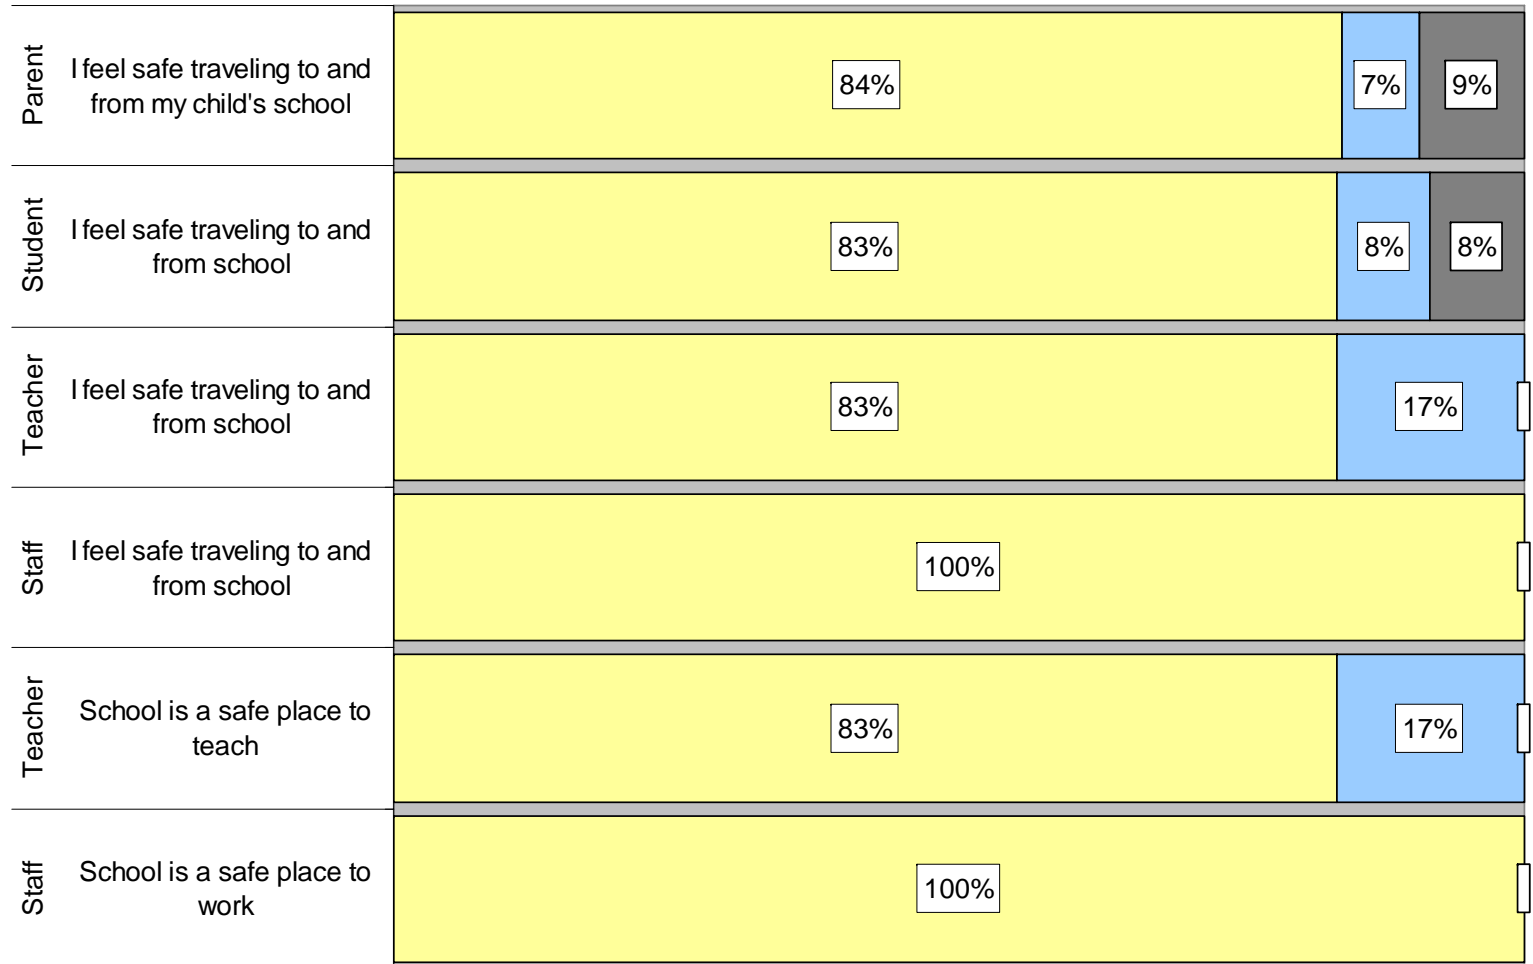 Parent
I feel safe traveling to and
from my child's school
84%
7%
9%
Student
I feel safe traveling to and
from school
83%
8%
8%
Teacher
I feel safe traveling to and
from school
83%
17%
Staff
I feel safe traveling to and
from school
100%
Teacher
School is a safe place to
teach
83%
17%
Staff
School is a safe place to
work
100%